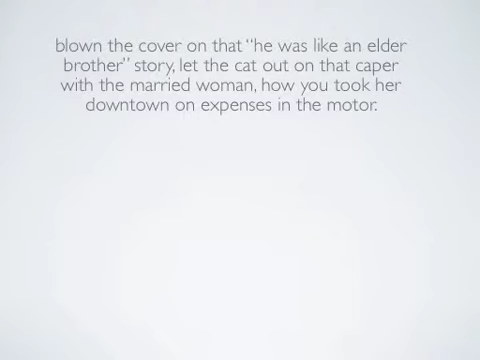 blown the cover on that “he was like an elder
brother” story, let the cat out on that caper
with the married woman, how you took her
downtown on expenses in the motor.